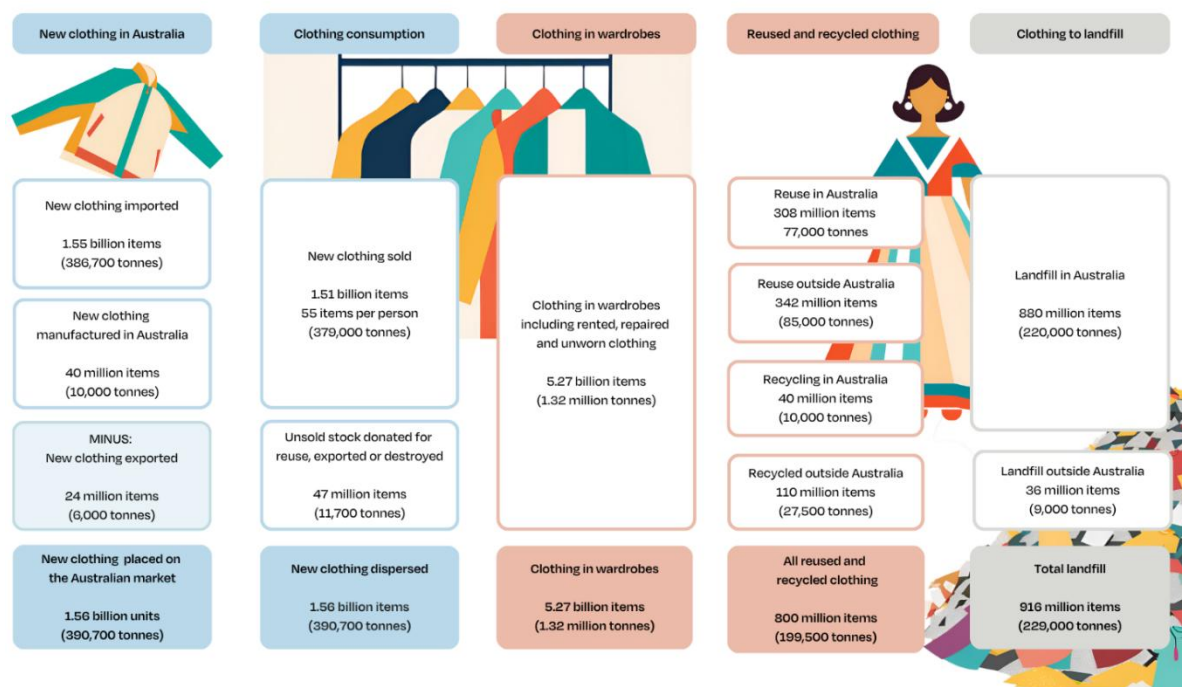 New clothing in Australia
Clothing consumption
Clothing in wardrobes
Reused and recycled clothing
Clothing to landfill
New clothing imported
1.55 billion items
(386,700 tonnes)
New clothing
manufactured in Australia
40 million items
(10,000 tonnes)
MINUS:
New clothing exported
24 million items
(6,000 tonnes)
New clothing placed on
the Australian market
1.56 billion units
(390,700 tonnes)
New clothing sold
1.51 billion items
55 items per person
(379,000 tonnes)
Unsold stock donated for
reuse, exported or destroyed
47 million items
(11,700 tonnes)
New clothing dispersed
1.56 billion items
(390,700 tonnes)
Clothing in wardrobes
including rented, repaired
and unworn clothing
5.27 billion items
(1.32 million tonnes)
Clothing in wardrobes
5.27 billion items
(1.32 million tonnes)
Reuse in Australia
308 million items
77,000 tonnes
Reuse outside Australia
342 million items
(85,000 tonnes)
Recycling in Australia
40 million items
(10,000 tonnes)
Recycled outside Australia
110 million items
(27,500 tonnes)
All reused and
recycled clothing
800 million items
(199,500 tonnes)
Landfill in Australia
880 million items
(220,000 tonnes)
Landfill outside Australia
36 million items
(9,000 tonnes)
Total landfill
916 million items
(229,000 tonnes)